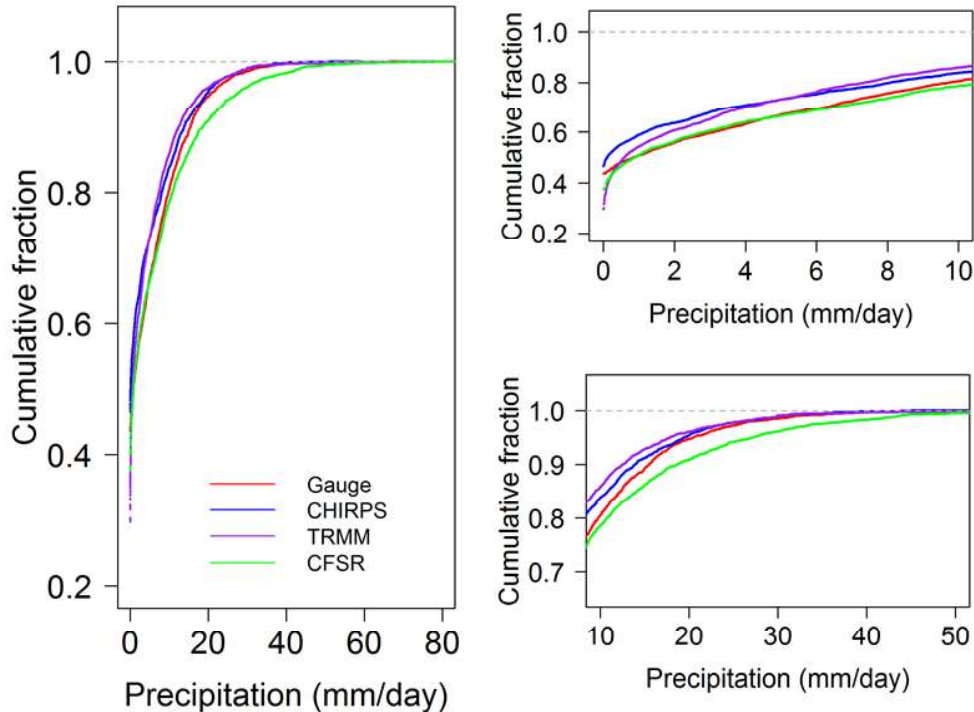 Cumulative fraction
1.0
0.8
0.6
0.4
0.2
0 20 40 60 80
Precipitation (mm/day)
Gauge
CHIRPS
TRMM
CFSR
Cumulative fraction
1.0
0.8
0.6
0.4
0.2
0 2 4 6 8 10
Precipitation (mm/day)
Cumulative fraction
1.0
0.9
0.8
0.7
10 20 30 40 50
Precipitation (mm/day)